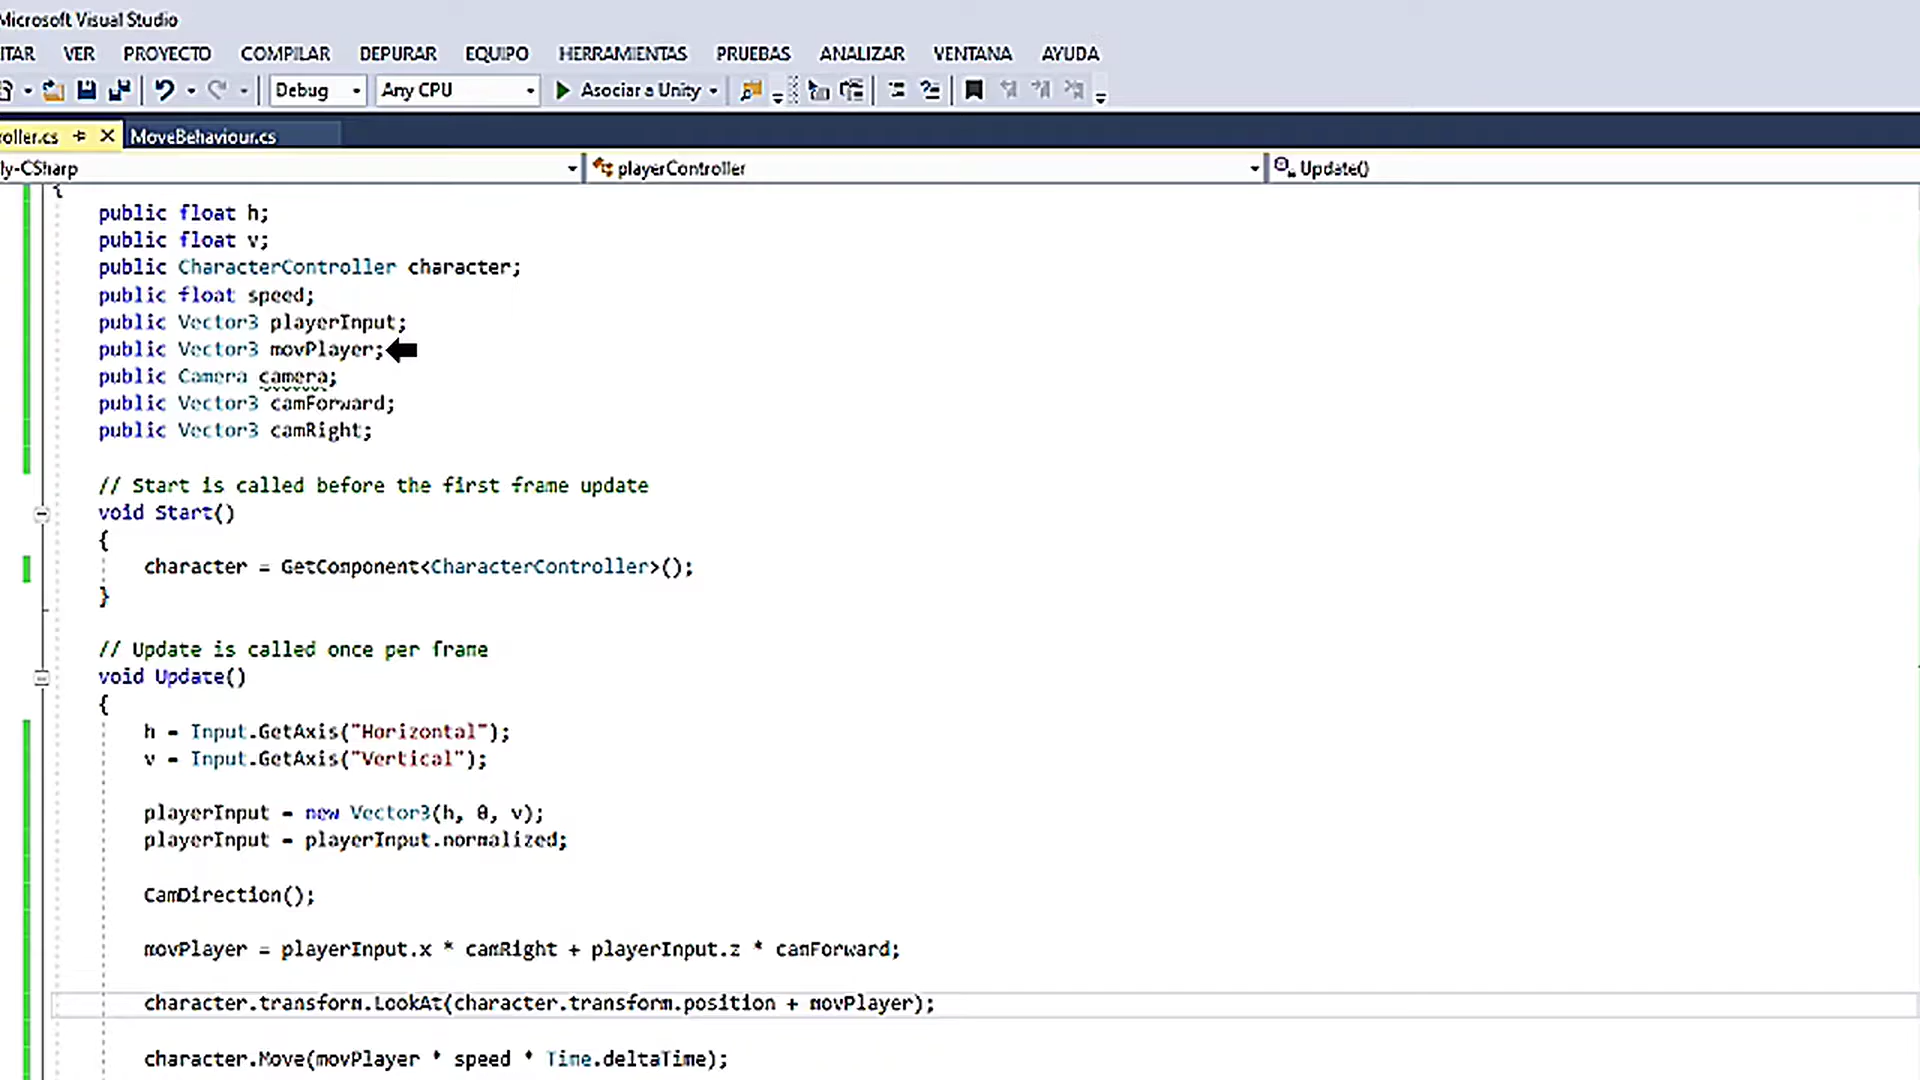 Microsoft Visual Studio
ITAR VER PROYECTO COMPILAR DEPURAR EQUIPO HERRAMIENTAS PRUEBAS ANALIZAR VENTANA AYUDA
Debug Any CPU Asociar a Unity
oller.cs MoveBehaviour.cs
ly-CSharp playerController Update()
{
public float h;
public float v;
public CharacterController character;
public float speed;
public Vector3 playerInput;
public Vector3 movPlayer;
public Camera camera;
public Vector3 camForward;
public Vector3 camRight;
// Start is called before the first frame update
void Start()
{
character = GetComponent<CharacterController>();
}
// Update is called once per frame
void Update()
{
h = Input.GetAxis("Horizontal");
v = Input.GetAxis("Vertical");
playerInput = new Vector3(h, 0, v);
playerInput = playerInput.normalized;
CamDirection();
movPlayer = playerInput.x * camRight + playerInput.z * camForward;
character.transform.LookAt(character.transform.position + movPlayer);
character.Move(movPlayer * speed * Time.deltaTime);